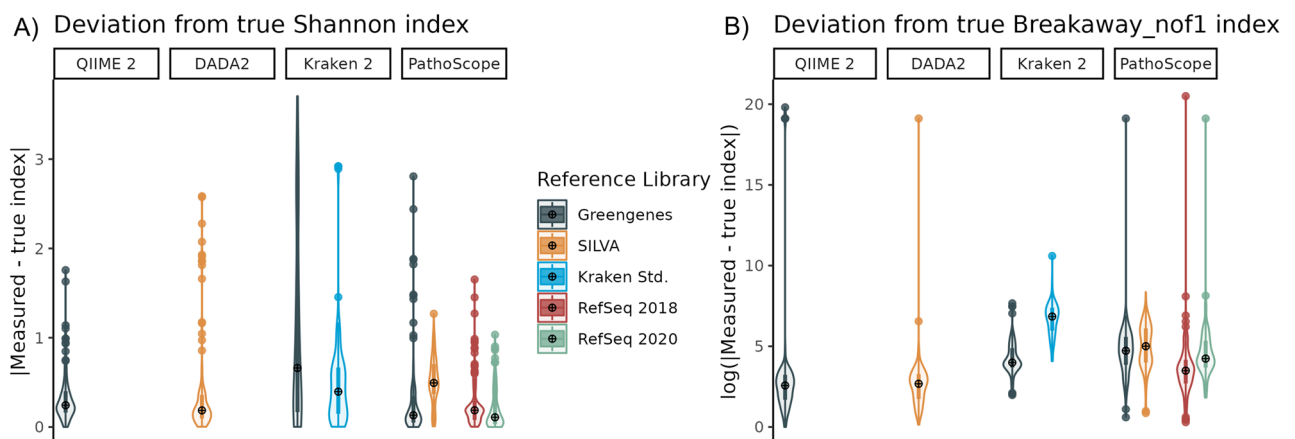 A) Deviation from true Shannon index
QIIME 2
DADA2
Kraken 2
PathoScope
|Measured - true index|
3
2
1
0
Reference Library
Greengenes
SILVA
Kraken Std.
RefSeq 2018
RefSeq 2020
B) Deviation from true Breakaway_nof1 index
QIIME 2
DADA2
Kraken 2
PathoScope
log(|Measured - true index|)
20
15
10
5
0